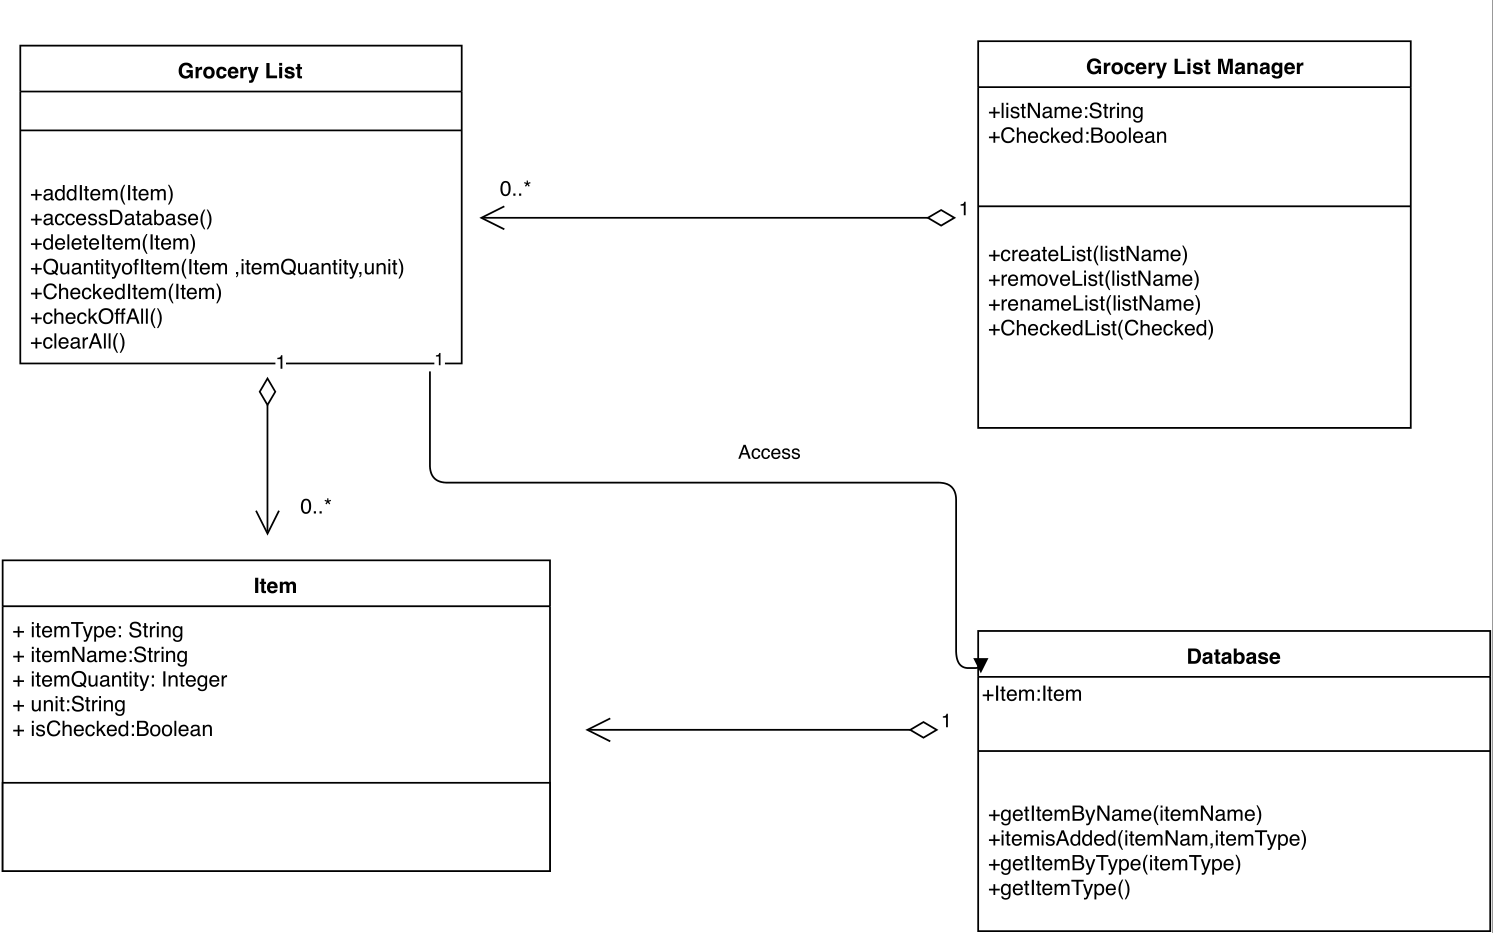 Grocery List
+addItem(Item)
+accessDatabase()
+deleteItem(Item)
+QuantityofItem(Item ,itemQuantity,unit)
+CheckedItem(Item)
+checkOffAll()
+clearAll()
1
1
0..*
1
Grocery List Manager
+listName:String
+Checked:Boolean
+createList(listName)
+removeList(listName)
+renameList(listName)
+CheckedList(Checked)
Access
0..*
Item
+ itemType: String
+ itemName:String
+ itemQuantity: Integer
+ unit:String
+ isChecked:Boolean
1
Database
+Item:Item
+getItemByName(itemName)
+itemisAdded(itemNam,itemType)
+getItemByType(itemType)
+getItemType()